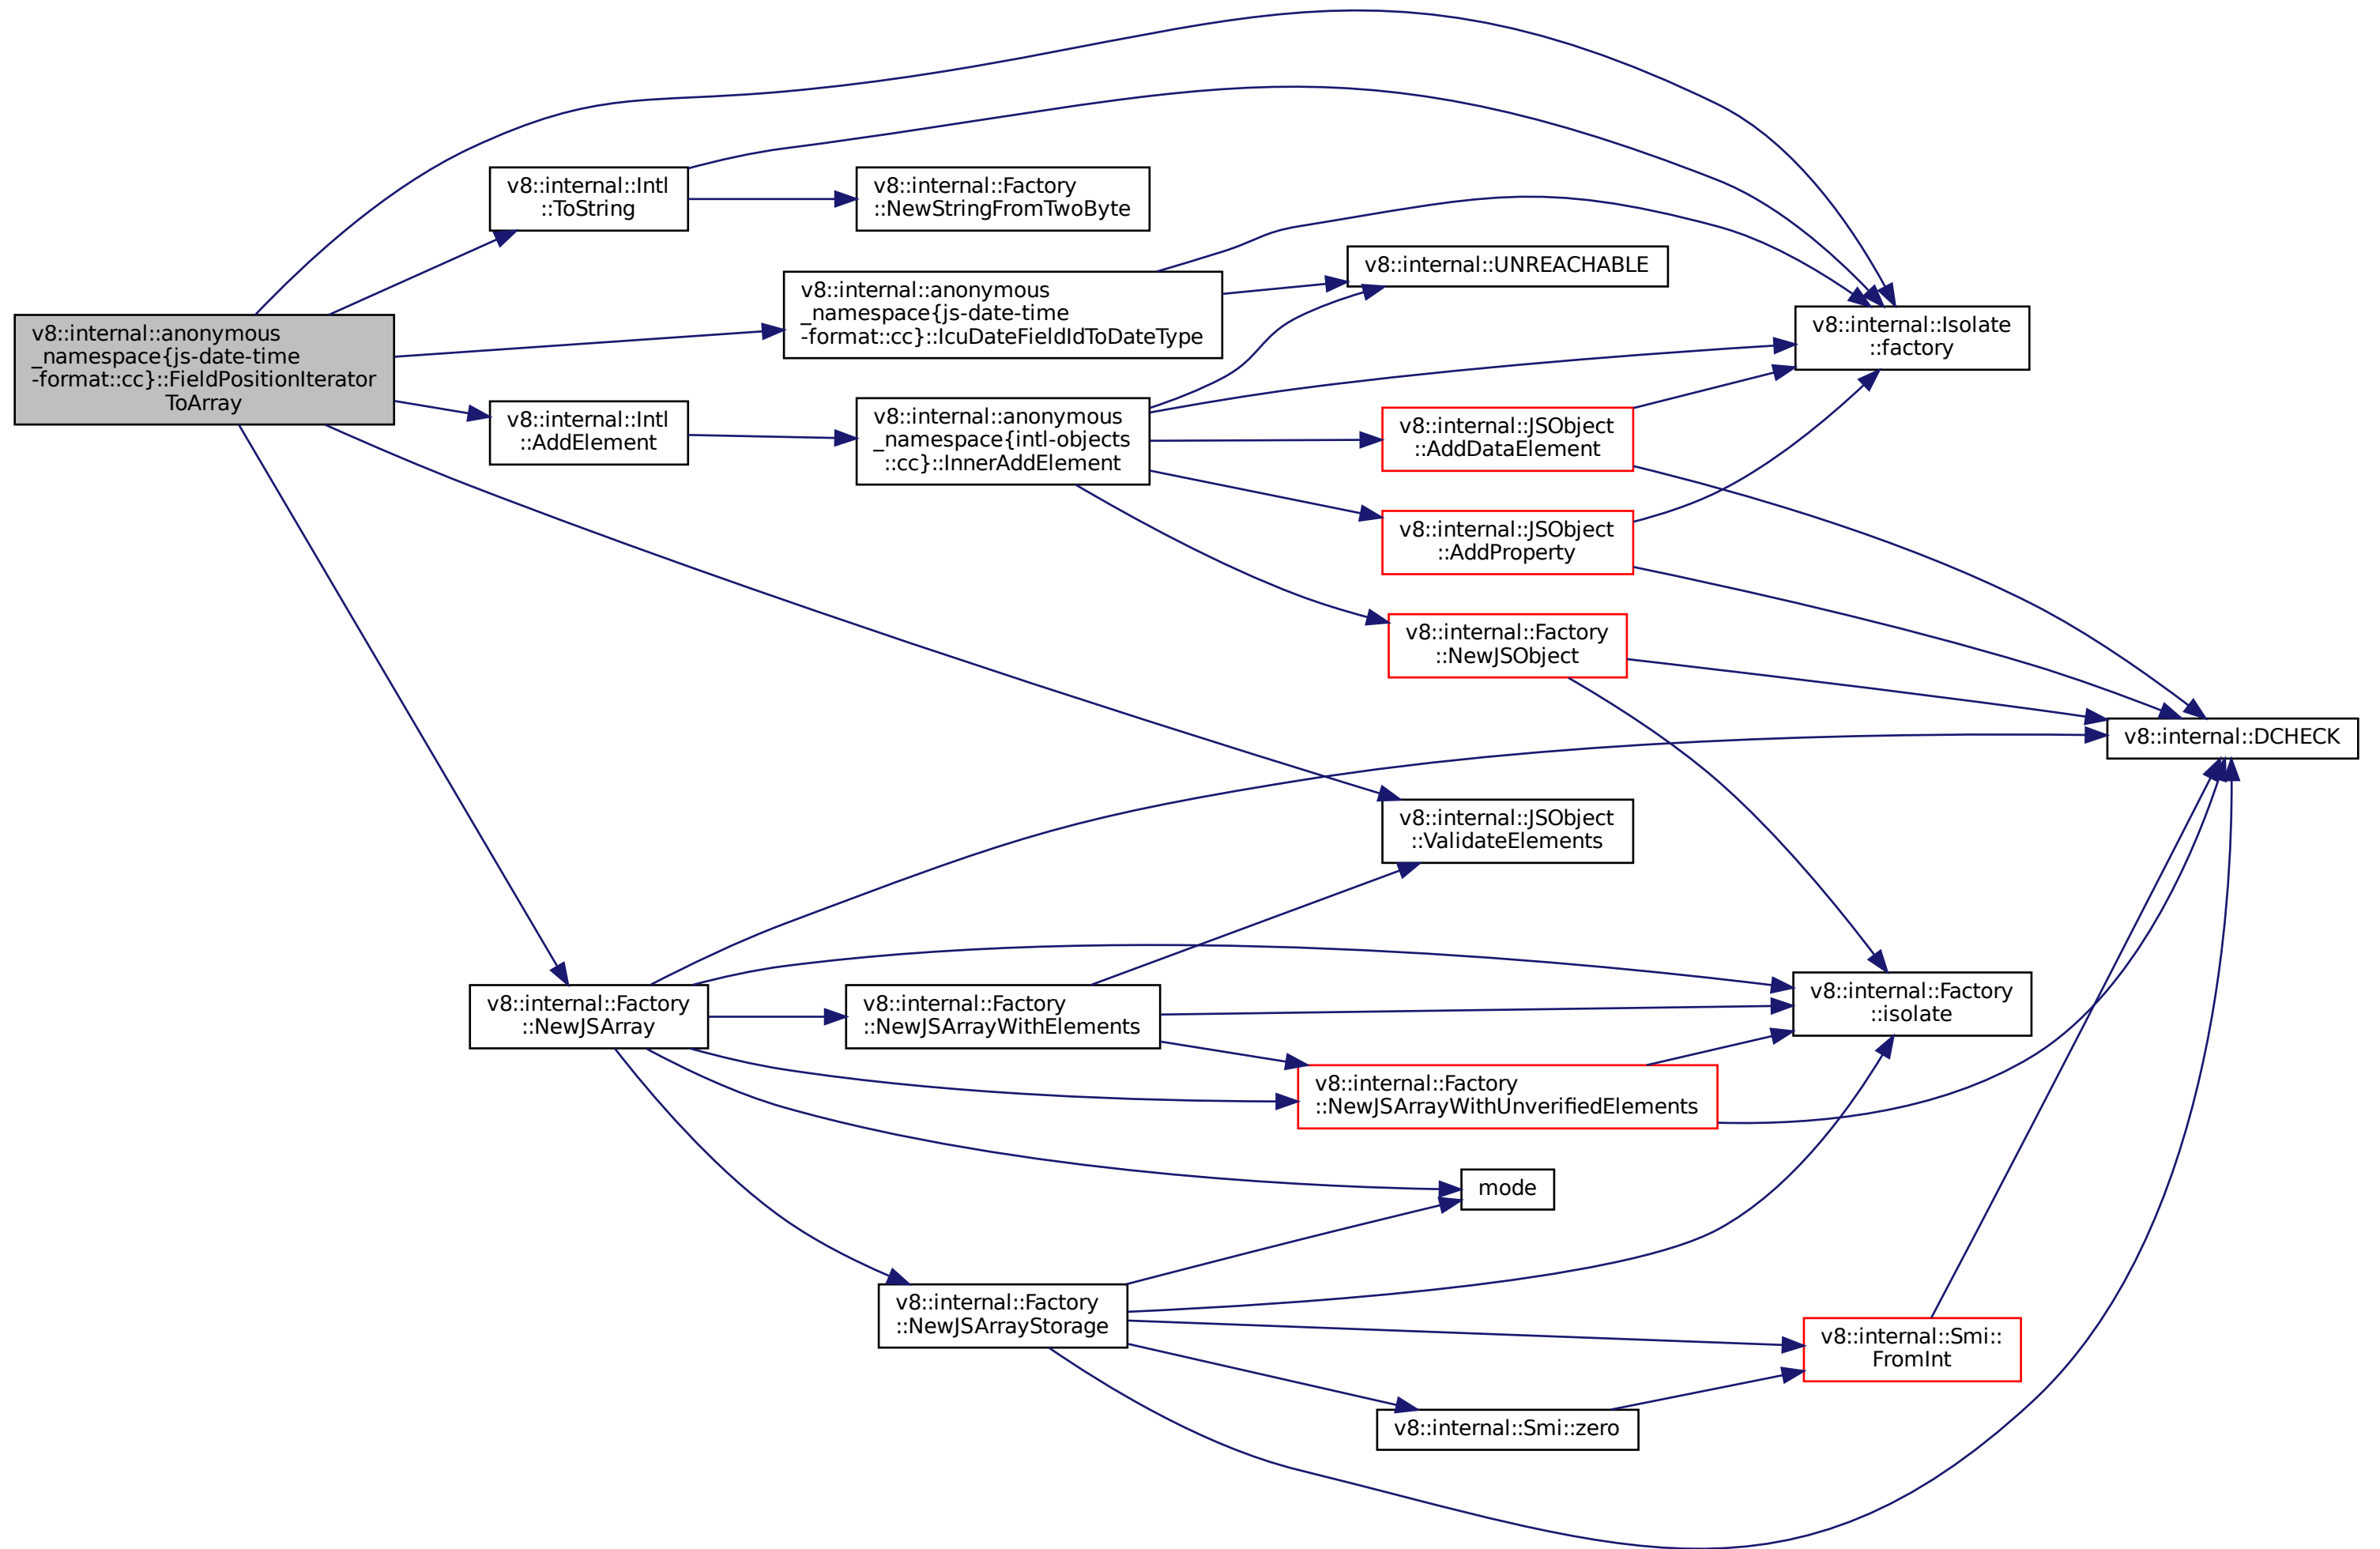 v8::internal::anonymous
_namespace{js-date-time
-format::cc}::FieldPositionIterator
ToArray
v8::internal::Intl
::ToString
v8::internal::Factory
::NewStringFromTwoByte
v8::internal::anonymous
_namespace{js-date-time
-format::cc}::IcuDateFieldIdToDateType
v8::internal::UNREACHABLE
v8::internal::Isolate
::factory
v8::internal::Intl
::AddElement
v8::internal::anonymous
_namespace{intl-objects
::cc}::InnerAddElement
v8::internal::JSObject
::AddDataElement
v8::internal::JSObject
::AddProperty
v8::internal::Factory
::NewJSObject
v8::internal::DCHECK
v8::internal::JSObject
::ValidateElements
v8::internal::Factory
::NewJSArray
v8::internal::Factory
::NewJSArrayWithElements
v8::internal::Factory
::isolate
v8::internal::Factory
::NewJSArrayWithUnverifiedElements
mode
v8::internal::Factory
::NewJSArrayStorage
v8::internal::Smi::
FromInt
v8::internal::Smi::zero